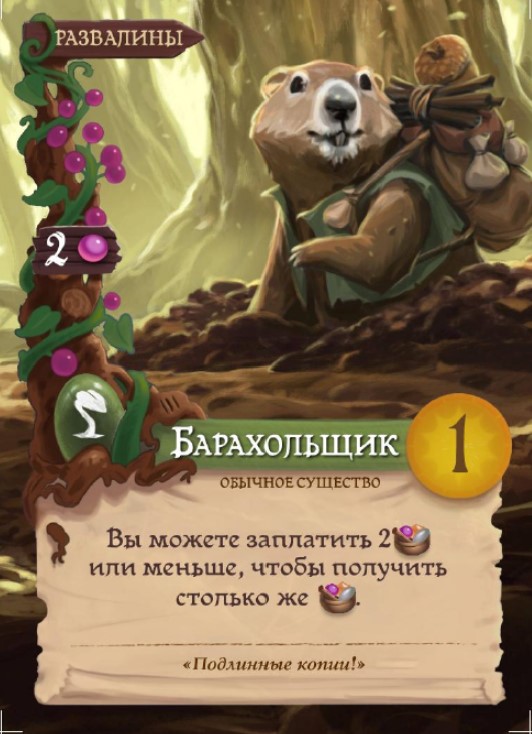 РАЗВАЛИНЫ
2
БАРАХОЛЬЩИК
1
ОБЫЧНОЕ СУЩЕСТВО
Вы можете заплатить 2
или меньше, чтобы получить
столько же .
«Подлинные копии!»